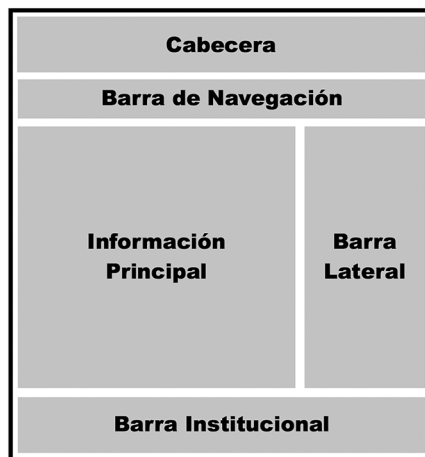 Cabecera
Barra de Navegación
Información
Principal
Barra
Lateral
Barra Institucional